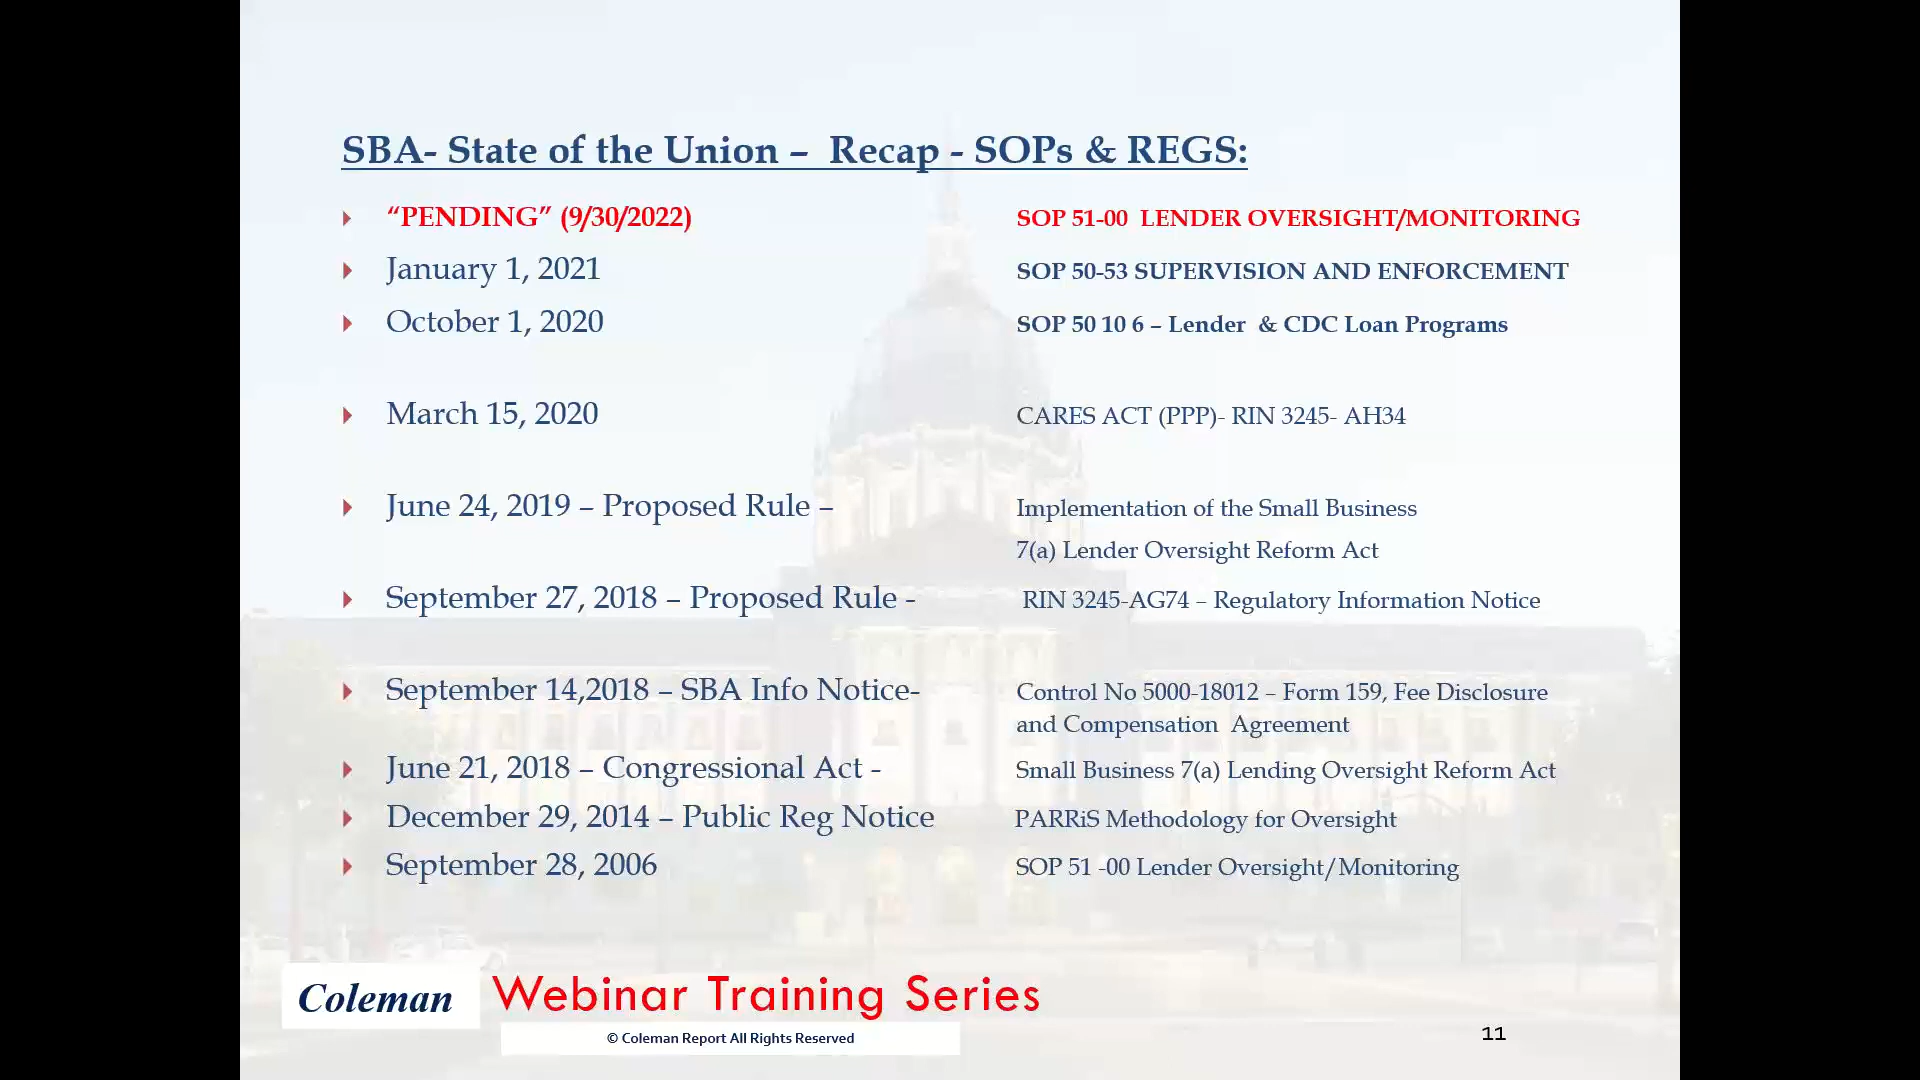 SBA- State of the Union –  Recap - SOPs & REGS:
“PENDING” (9/30/2022) SOP 51-00  LENDER OVERSIGHT/MONITORING
January 1, 2021 SOP 50-53 SUPERVISION AND ENFORCEMENT
October 1, 2020 SOP 50 10 6 – Lender  & CDC Loan Programs
March 15, 2020 CARES ACT (PPP)- RIN 3245- AH34
June 24, 2019 – Proposed Rule – Implementation of the Small Business
7(a) Lender Oversight Reform Act
September 27, 2018 – Proposed Rule - RIN 3245-AG74 – Regulatory Information Notice
September 14,2018 – SBA Info Notice- Control No 5000-18012 – Form 159, Fee Disclosure
and Compensation  Agreement
June 21, 2018 – Congressional Act - Small Business 7(a) Lending Oversight Reform Act
December 29, 2014 – Public Reg Notice PARRiS Methodology for Oversight
September 28, 2006 SOP 51 -00 Lender Oversight/Monitoring
Coleman Webinar Training Series
© Coleman Report All Rights Reserved
11